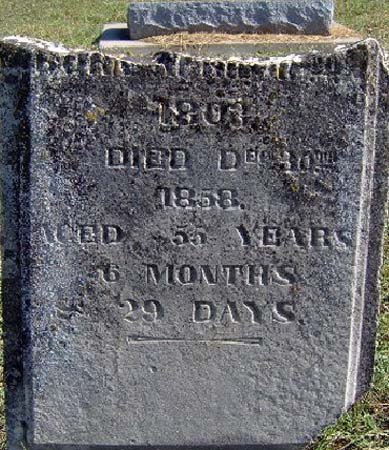 1803
DIED DEC 30TH
1858.
AGED 55 YEARS
6 MONTHS
29 DAYS.